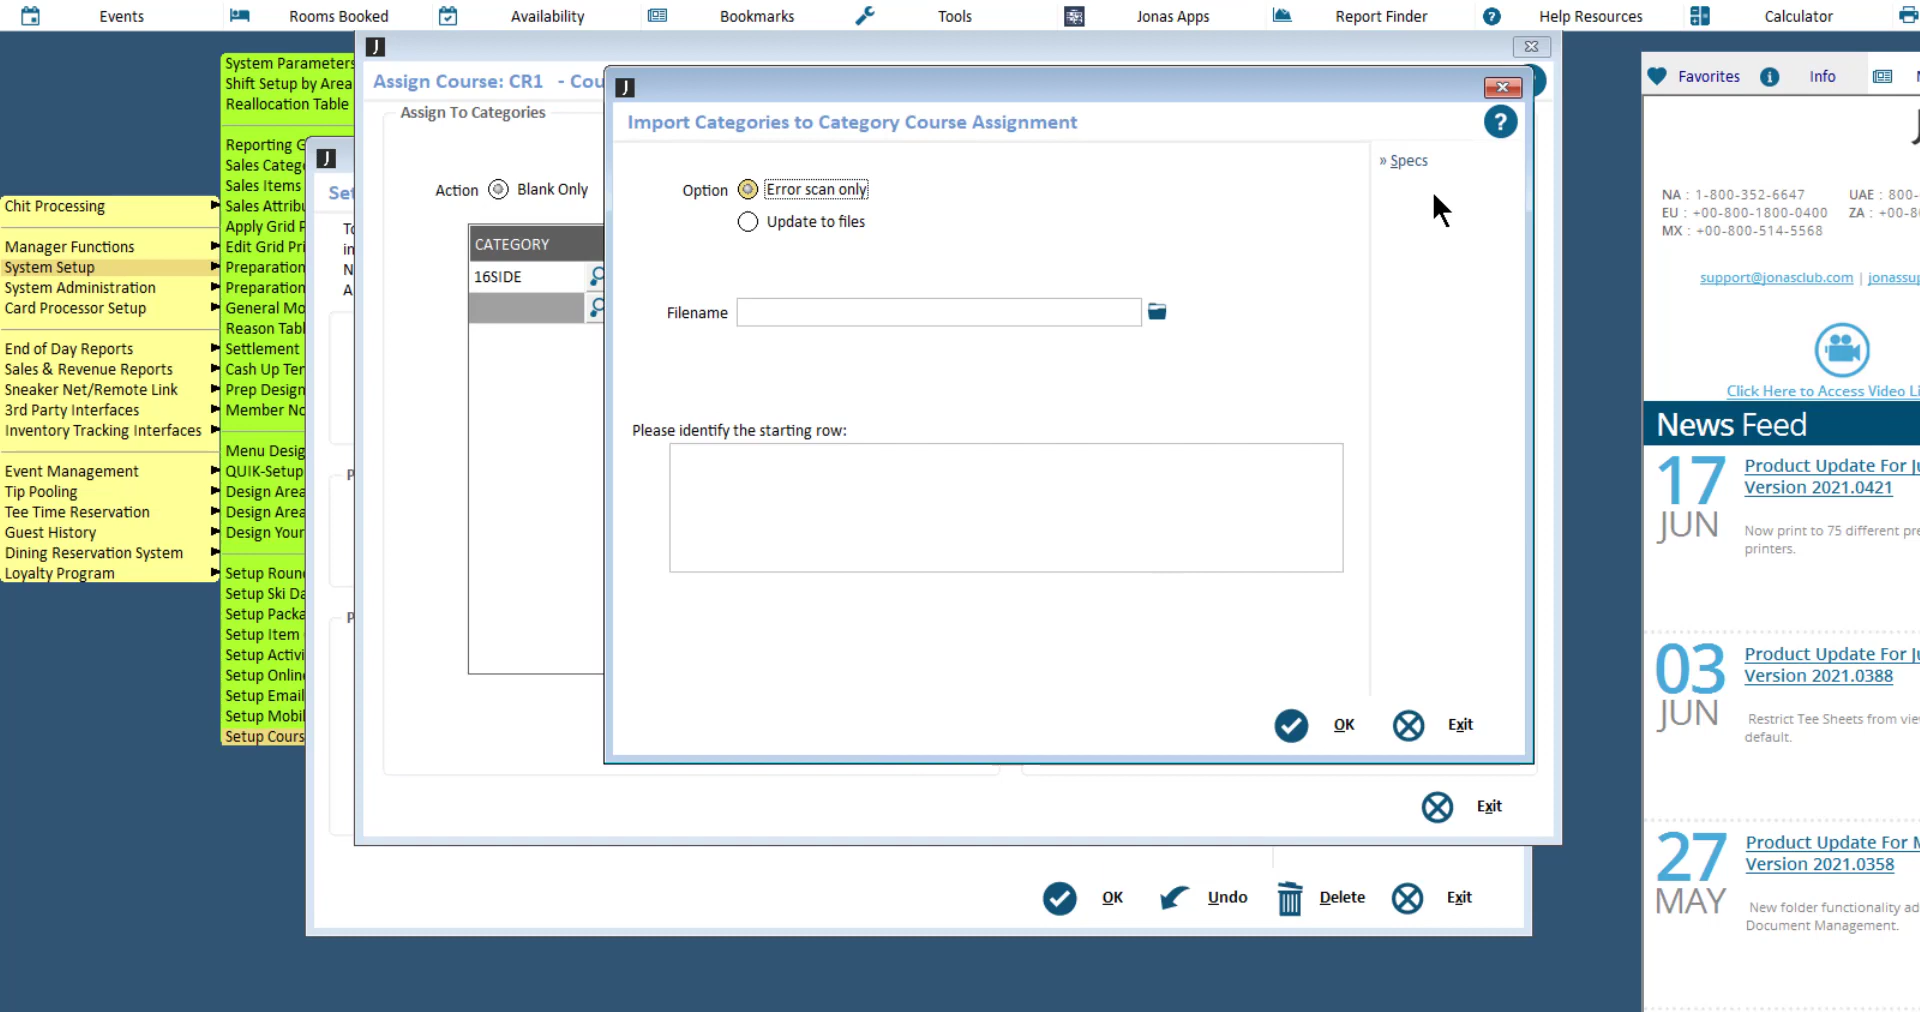 Events
Rooms Booked
Availability
Bookmarks
Tools
Jonas Apps
Report Finder
Help Resources
Calculator
Chit Processing
Manager Functions
System Setup
System Administration
Card Processor Setup
End of Day Reports
Sales & Revenue Reports
Sneaker Net/Remote Link
3rd Party Interfaces
Inventory Tracking Interfaces
Event Management
Tip Pooling
Tee Time Reservation
Guest History
Dining Reservation System
Loyalty Program
System Parameters
Shift Setup by Area
Reallocation Table
Reporting G
Sales Categ
Sales Items
Sales Attribu
Apply Grid P
Edit Grid Pri
Preparation
Preparation
General Mo
Reason Tabl
Settlement
Cash Up Ter
Prep Design
Member No
Menu Desig
QUIK-Setup
Design Area
Design Area
Design Your
Setup Roun
Setup Ski Da
Setup Packa
Setup Item
Setup Activi
Setup Online
Setup Email
Setup Mobil
Setup Cours
J
Set
To
in
N
A
P
P
OK
Undo
Delete
Exit
J
Assign Course: CR1 - Cou
Assign To Categories
Action Blank Only
CATEGORY
16SIDE
Exit
J
Import Categories to Category Course Assignment
?
» Specs
Option Error scan only
Update to files
Filename
Please identify the starting row:
OK
Exit
Favorites
Info
J
NA : 1-800-352-6647 UAE : 800-
EU : +00-800-1800-0400 ZA : +00-8
MX : +00-800-514-5568
support@jonasclub.com | jonassup
Click Here to Access Video Li
News Feed
17
JUN
Product Update For Ju
Version 2021.0421
Now print to 75 different pre
printers.
03
JUN
Product Update For Ju
Version 2021.0388
Restrict Tee Sheets from vie
default.
27
MAY
Product Update For M
Version 2021.0358
New folder functionality ad
Document Management.